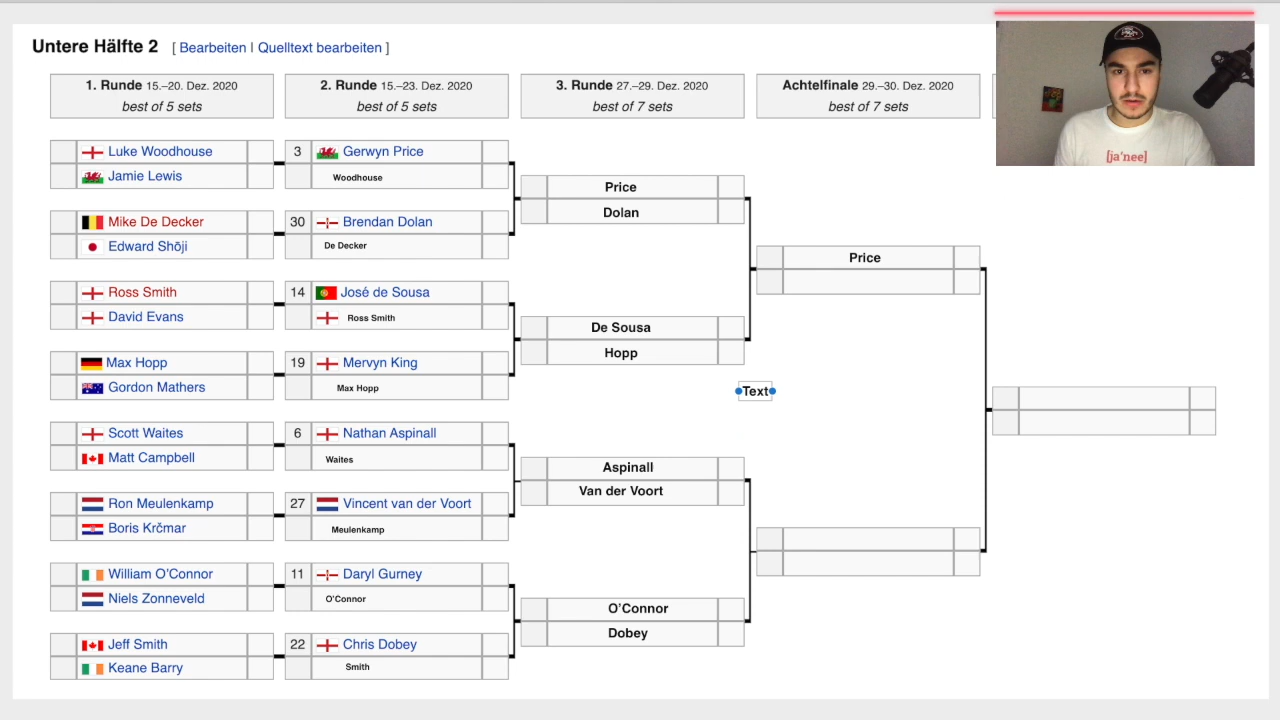 Untere Hälfte 2 [ Bearbeiten | Quelltext bearbeiten ]
1. Runde 15.–20. Dez. 2020
best of 5 sets
2. Runde 15.–23. Dez. 2020
best of 5 sets
3. Runde 27.–29. Dez. 2020
best of 7 sets
Achtelfinale 29.–30. Dez. 2020
best of 7 sets
[ja'nee]
Luke Woodhouse
Jamie Lewis
Mike De Decker
Edward Shōji
Ross Smith
David Evans
Max Hopp
Gordon Mathers
Scott Waites
Matt Campbell
Ron Meulenkamp
Boris Krčmar
William O'Connor
Niels Zonneveld
Jeff Smith
Keane Barry
3 Gerwyn Price
Woodhouse
30 Brendan Dolan
De Decker
14 José de Sousa
Ross Smith
19 Mervyn King
Max Hopp
6 Nathan Aspinall
Waites
27 Vincent van der Voort
Meulenkamp
11 Daryl Gurney
O'Connor
22 Chris Dobey
Smith
Price
Dolan
De Sousa
Hopp
Aspinall
Van der Voort
O'Connor
Dobey
Price
Text